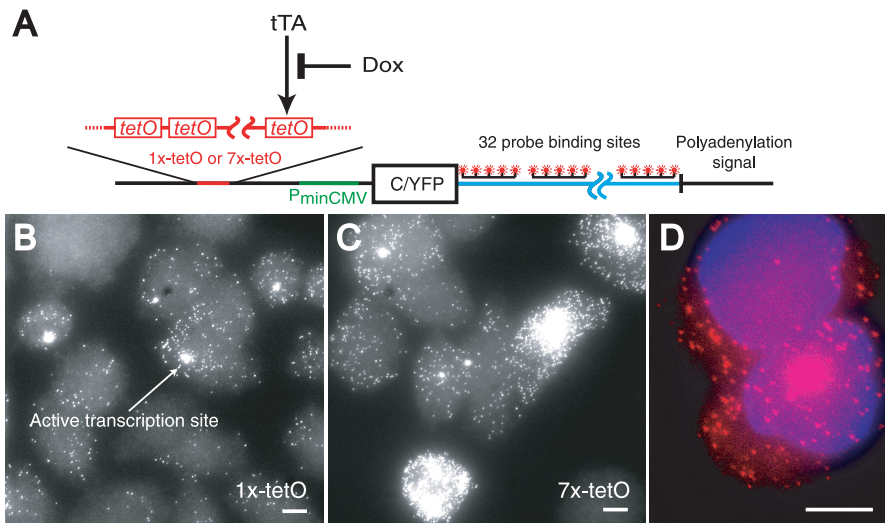 A
tTA
Dox
tetO tetO tetO
1x-tetO or 7x-tetO
32 probe binding sites
Polyadenylation
signal
PminCMV
C/YFP
B
C
D
Active transcription site
1x-tetO
7x-tetO